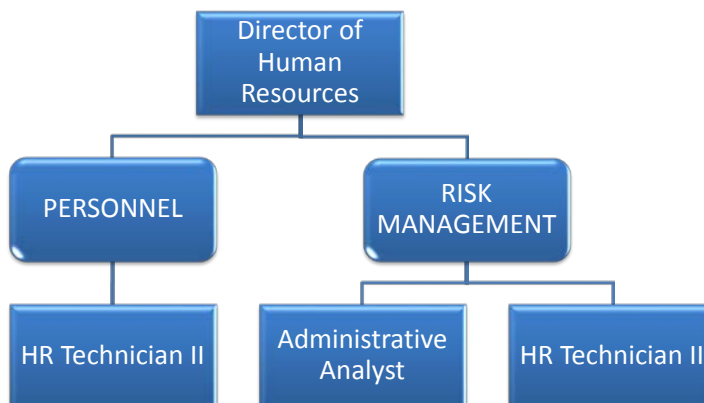 Director of
Human
Resources
PERSONNEL
RISK
MANAGEMENT
HR Technician II
Administrative
Analyst
HR Technician II